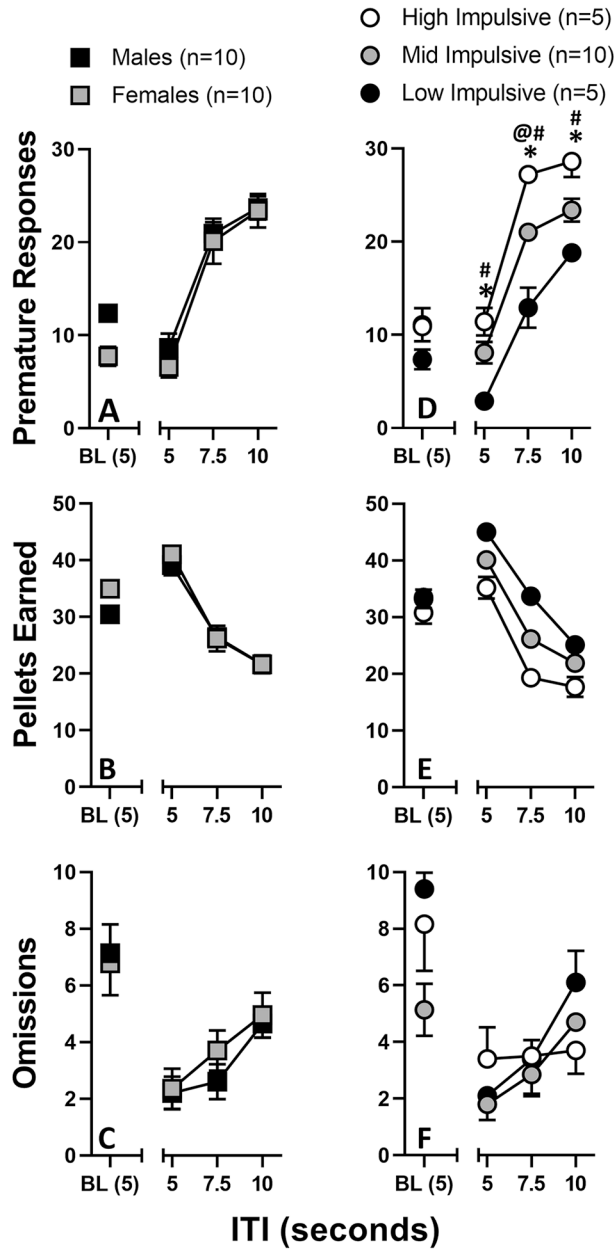 Males (n=10)
Females (n=10)
High Impulsive (n=5)
Mid Impulsive (n=10)
Low Impulsive (n=5)
Premature Responses
30
20
10
0
A
BL (5)
5
7.5
10
30
20
10
0
D
#
*
@#
*
#
*
BL (5)
5
7.5
10
Pellets Earned
50
40
30
20
10
0
B
BL (5)
5
7.5
10
50
40
30
20
10
0
E
BL (5)
5
7.5
10
Omissions
10
8
6
4
2
0
C
BL (5)
5
7.5
10
10
8
6
4
2
0
F
BL (5)
5
7.5
10
ITI (seconds)